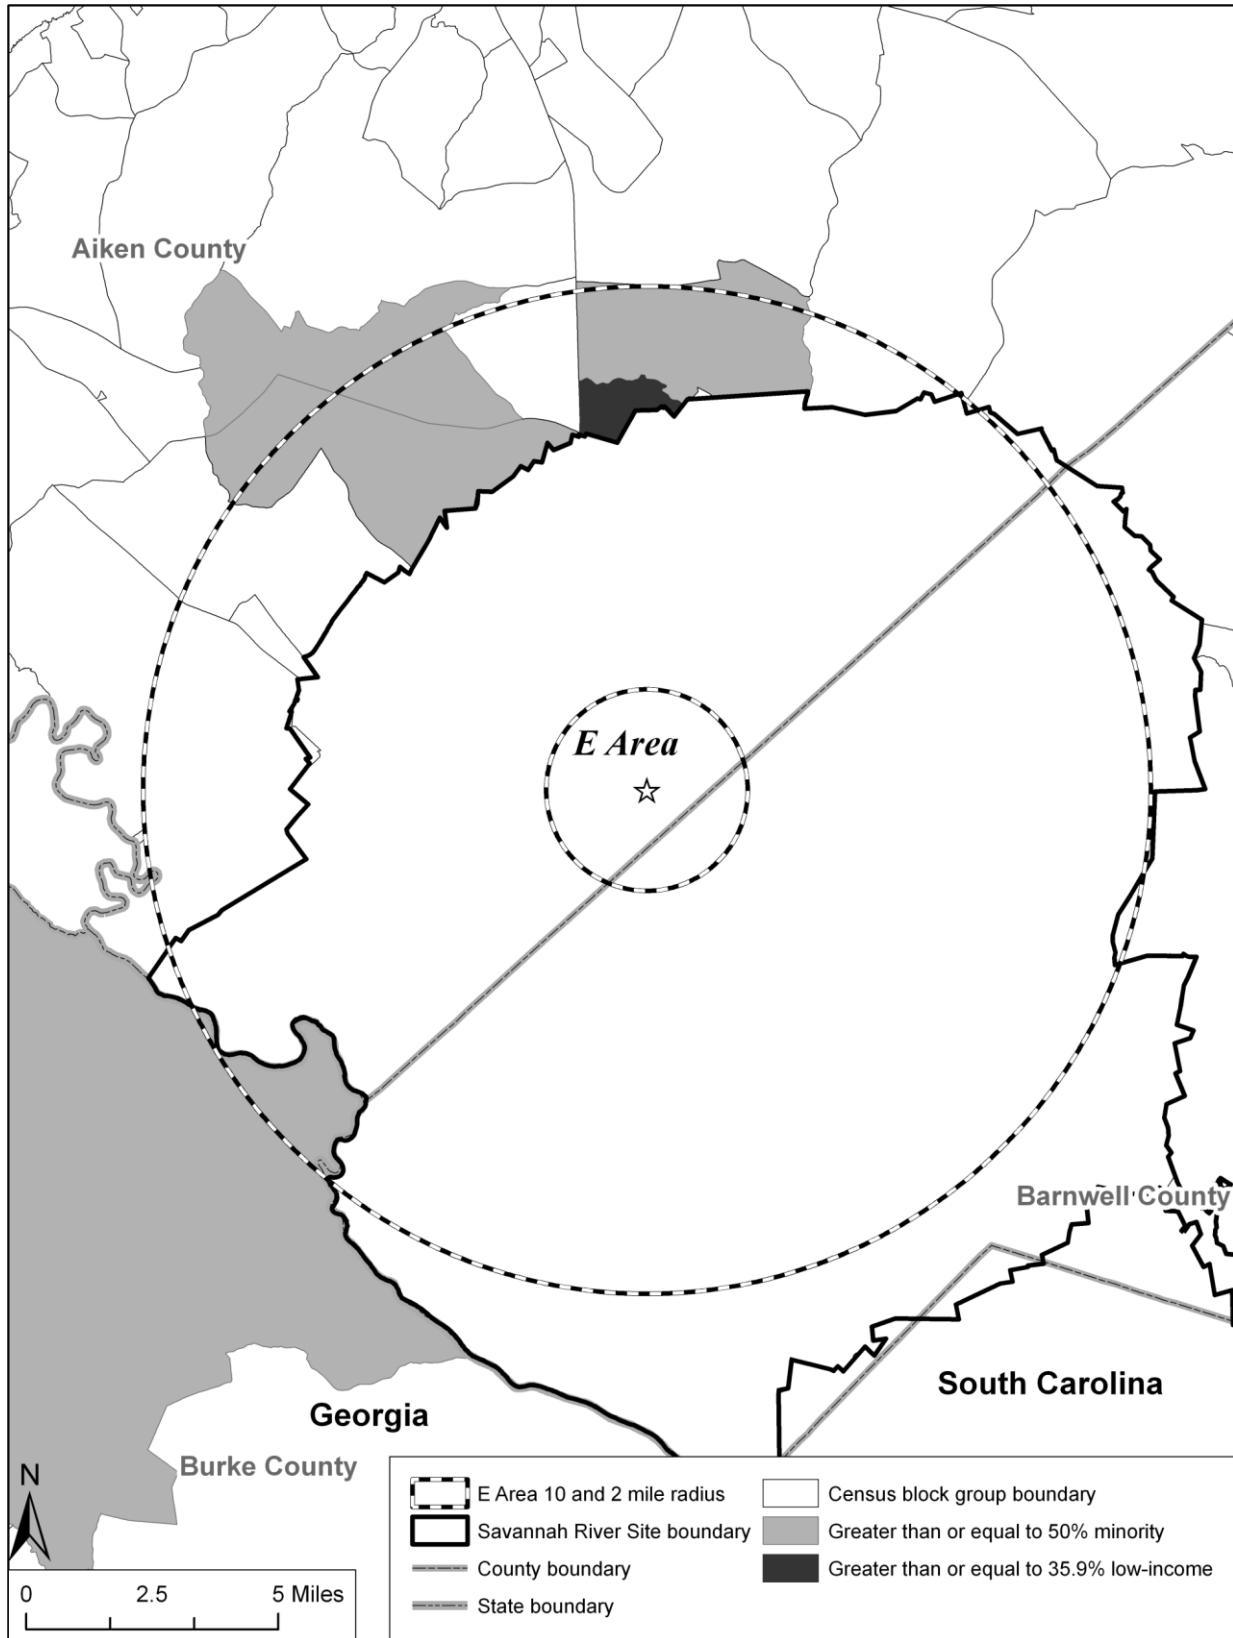 Aiken County
E Area
Barnwell County
South Carolina
Georgia
Burke County
N
0 2.5 5 Miles
E Area 10 and 2 mile radius
Savannah River Site boundary
County boundary
State boundary
Census block group boundary
Greater than or equal to 50% minority
Greater than or equal to 35.9% low-income